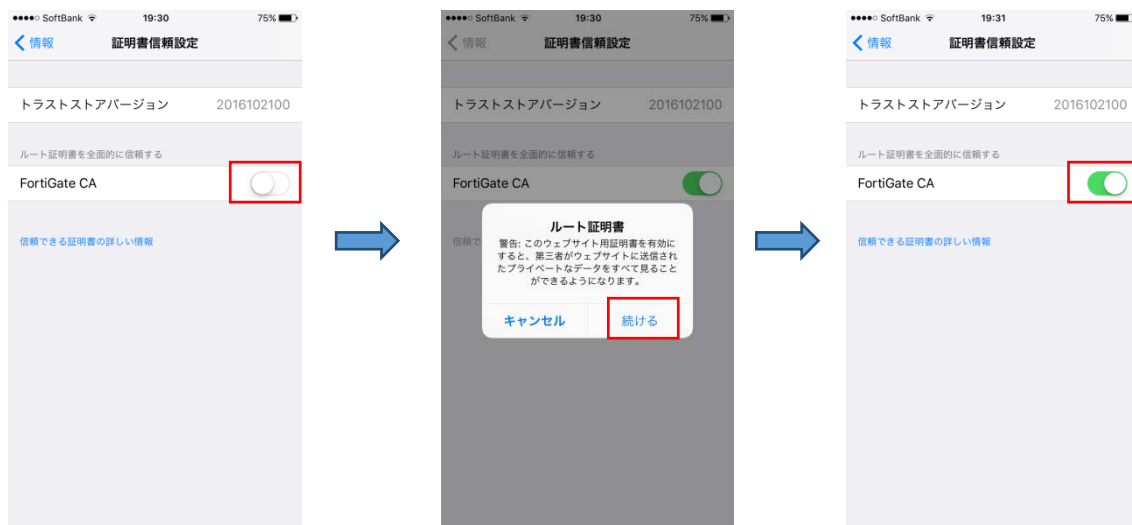 ●●●●○ SoftBank 19:30 75%
情報 証明書信頼設定
トラストストアバージョン 2016102100
ルート証明書を全面的に信頼する
FortiGate CA
信頼できる証明書の詳しい情報
●●●●○ SoftBank 19:30 75%
情報 証明書信頼設定
トラストストアバージョン 2016102100
ルート証明書を全面的に信頼する
FortiGate CA
信頼で
ルート証明書
警告: このウェブサイト用証明書を有効に
すると、第三者がウェブサイトに送信され
たプライベートなデータをすべて見ること
ができるようになります。
キャンセル 続ける
●●●●○ SoftBank 19:31 75%
情報 証明書信頼設定
トラストストアバージョン 2016102100
ルート証明書を全面的に信頼する
FortiGate CA
信頼できる証明書の詳しい情報